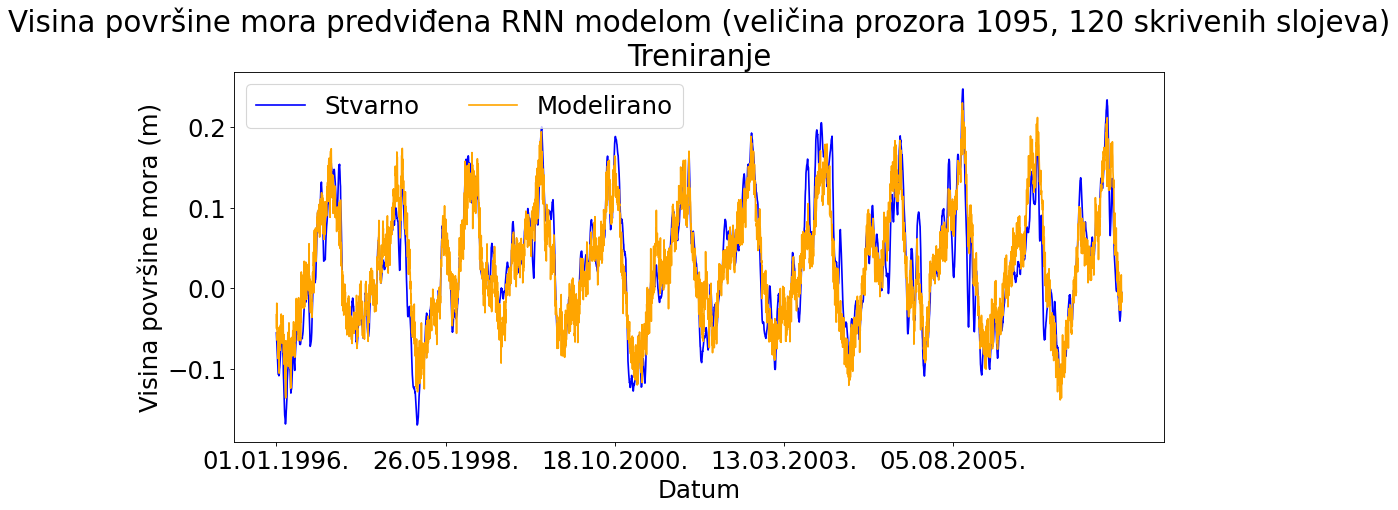 Visina površine mora predviđena RNN modelom (veličina prozora 1095, 120 skrivenih slojeva)
Treniranje
Stvarno Modelirano
Visina površine mora (m)
0.2
0.1
0.0
−0.1
01.01.1996. 26.05.1998. 18.10.2000. 13.03.2003. 05.08.2005.
Datum